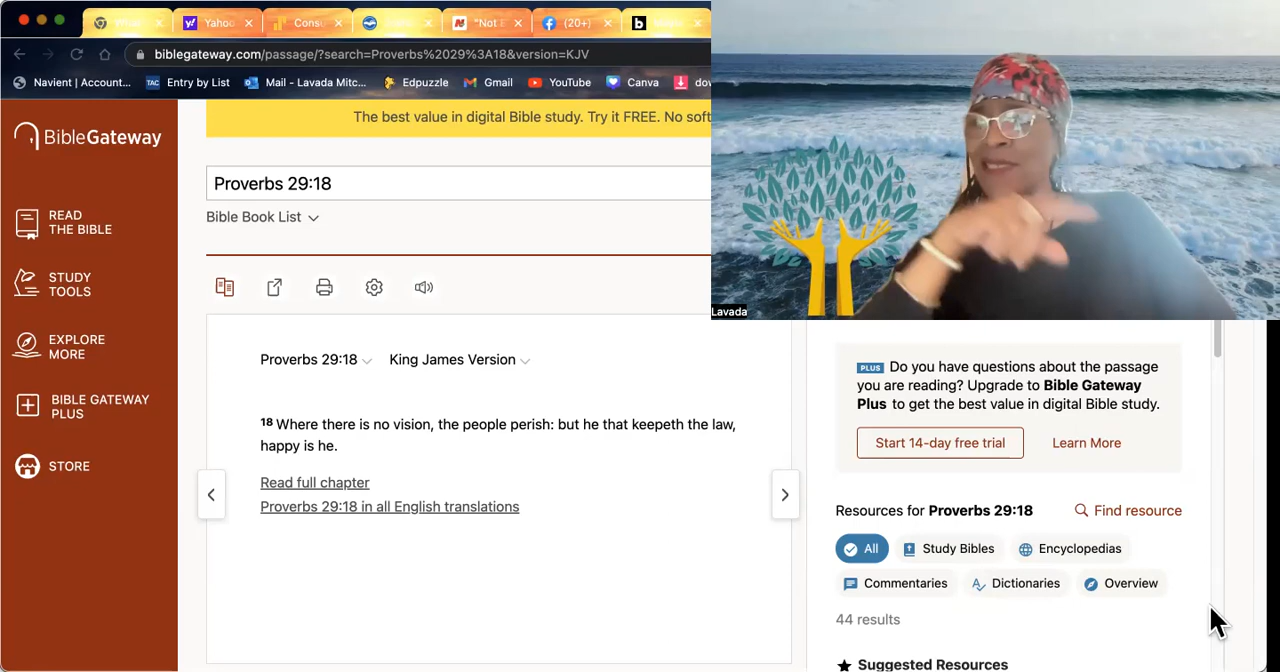 Yahoo
Consu
"Not E
(20+)
biblegateway.com/passage/?search=Proverbs%2029%3A18&version=KJV
Navient | Account... TAC Entry by List Mail - Lavada Mitc... Edpuzzle Gmail YouTube Canva dov
BibleGateway
The best value in digital Bible study. Try it FREE. No soft
Proverbs 29:18
Bible Book List
READ
THE BIBLE
STUDY
TOOLS
EXPLORE
MORE
BIBLE GATEWAY
PLUS
STORE
Lavada
Proverbs 29:18 King James Version
18 Where there is no vision, the people perish: but he that keepeth the law,
happy is he.
Read full chapter
Proverbs 29:18 in all English translations
PLUS Do you have questions about the passage
you are reading? Upgrade to Bible Gateway
Plus to get the best value in digital Bible study.
Start 14-day free trial Learn More
Resources for Proverbs 29:18 Find resource
All Study Bibles Encyclopedias
Commentaries Dictionaries Overview
44 results
Suggested Resources